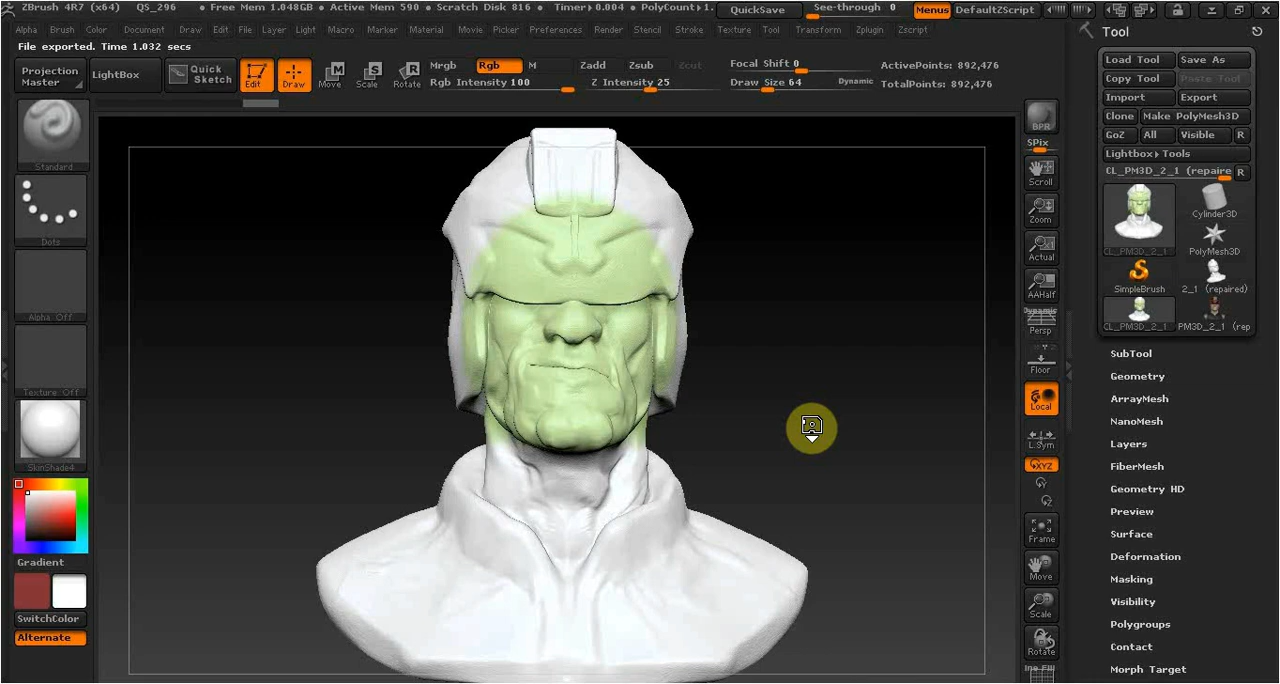 ZBrush 4R7 (x64) QS_296 • Free Mem 1.048GB • Active Mem 590 • Scratch Disk 816 • Timer▸0.004 • PolyCount▸1. QuickSave See-through 0 Menus DefaultZScript
Alpha Brush Color Document Draw Edit File Layer Light Macro Marker Material Movie Picker Preferences Render Stencil Stroke Texture Tool Transform Zplugin Zscript
File exported. Time 1.032 secs
Projection Master
LightBox
Quick Sketch
Edit
Draw
Move
Scale
Rotate
Mrgb Rgb M
Rgb Intensity 100
Zadd Zsub Zcut
Z Intensity 25
Focal Shift 0
Draw Size 64 Dynamic
ActivePoints: 892,476
TotalPoints: 892,476
Standard
Dots
Alpha Off
Texture Off
SkinShade4
Gradient
SwitchColor
Alternate
BPR
SPix
Scroll
Zoom
Actual
AAHalf
Dynamic
Persp
Floor
Local
L.Sym
XYZ
Y
Z
Frame
Move
Scale
Rotate
Line Fill
Tool
Load Tool Save As
Copy Tool Paste Tool
Import Export
Clone Make PolyMesh3D
GoZ All Visible R
Lightbox▸Tools
CL_PM3D_2_1 (repaire R
CL_PM3D_2_1
Cylinder3D
PolyMesh3D
SimpleBrush
2_1 (repaired)
CL_PM3D_2_1
PM3D_2_1 (rep
SubTool
Geometry
ArrayMesh
NanoMesh
Layers
FiberMesh
Geometry HD
Preview
Surface
Deformation
Masking
Visibility
Polygroups
Contact
Morph Target